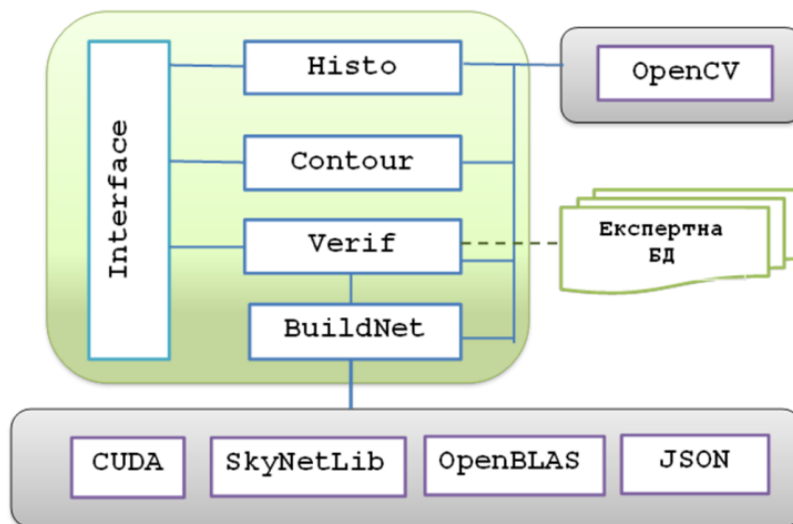 Interface
Histo
OpenCV
Contour
Verif
Експертна
БД
BuildNet
CUDA
SkyNetLib
OpenBLAS
JSON